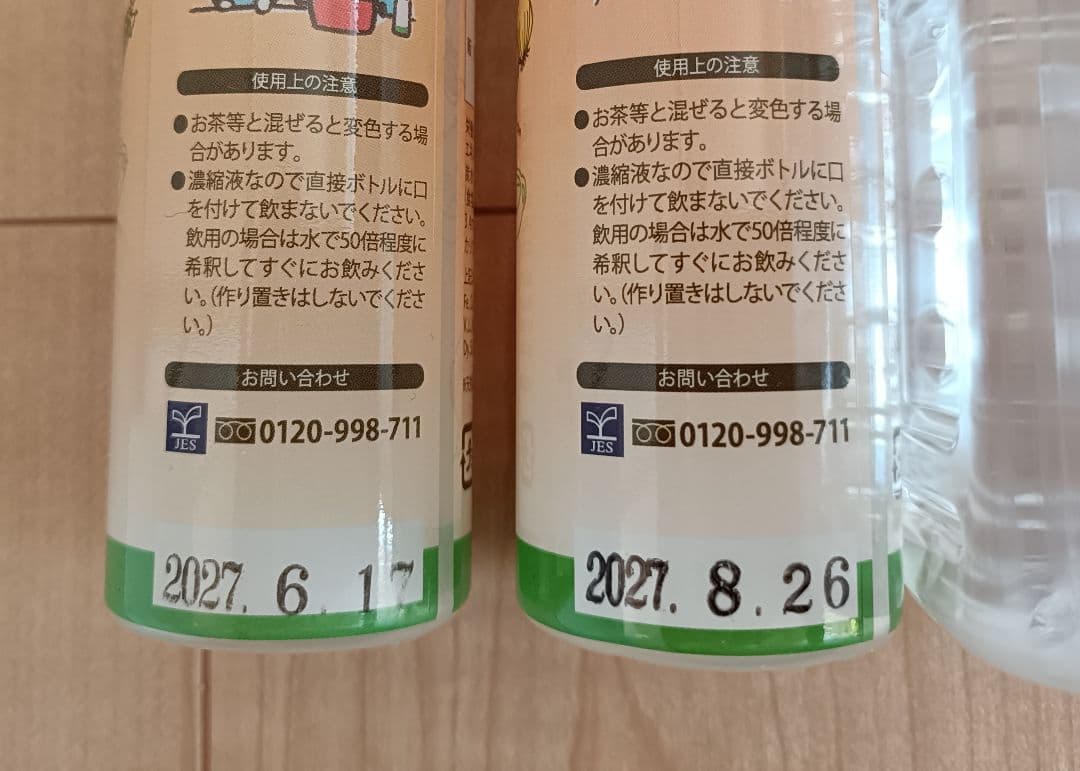 使用上の注意
●お茶等と混ぜると変色する場
合があります。
●濃縮液なので直接ボトルに口
を付けて飲まないでください。
飲用の場合は水で50倍程度に
希釈してすぐにお飲みくださ
い。(作り置きはしないでくださ
い。)
お問い合わせ
JES
0120-998-711
2027. 6. 17
使用上の注意
●お茶等と混ぜると変色する場
合があります。
●濃縮液なので直接ボトルに口
を付けて飲まないでください。
飲用の場合は水で50倍程度に
希釈してすぐにお飲みくださ
い。(作り置きはしないでくださ
い。)
お問い合わせ
JES
0120-998-711
2027. 8. 26